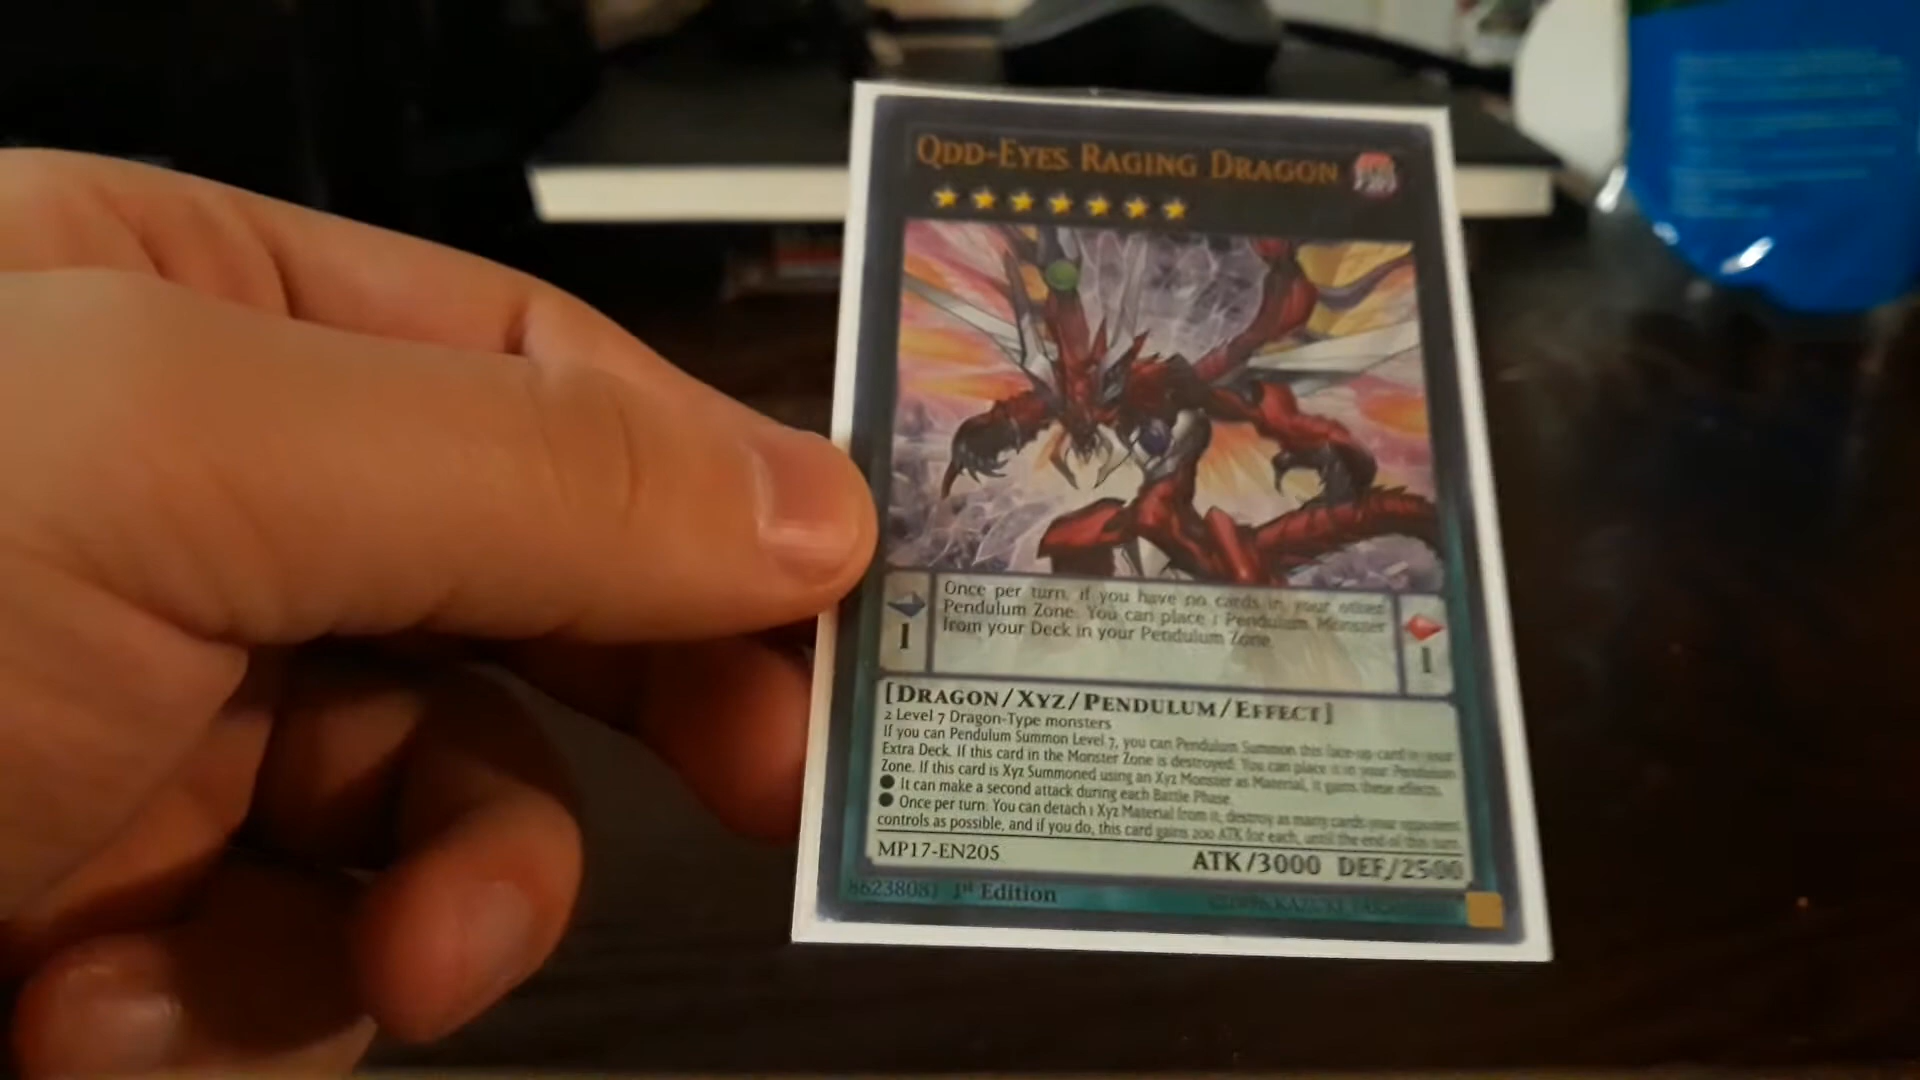 Odd-Eyes Raging Dragon
Once per turn, if you have no cards in your other
Pendulum Zone: You can place 1 Pendulum Monster
from your Deck in your Pendulum Zone.
1
1
[Dragon/Xyz/Pendulum/Effect]
2 Level 7 Dragon-Type monsters
If you can Pendulum Summon Level 7, you can Pendulum Summon this face-up card in your
Extra Deck. If this card in the Monster Zone is destroyed: You can place it in your Pendulum
Zone. If this card is Xyz Summoned using an Xyz Monster as Material, it gains these effects.
● It can make a second attack during each Battle Phase.
● Once per turn: You can detach 1 Xyz Material from it; destroy as many cards your opponent
controls as possible, and if you do, this card gains 200 ATK for each, until the end of this turn.
MP17-EN205
ATK/3000 DEF/2500
86238081 1st Edition